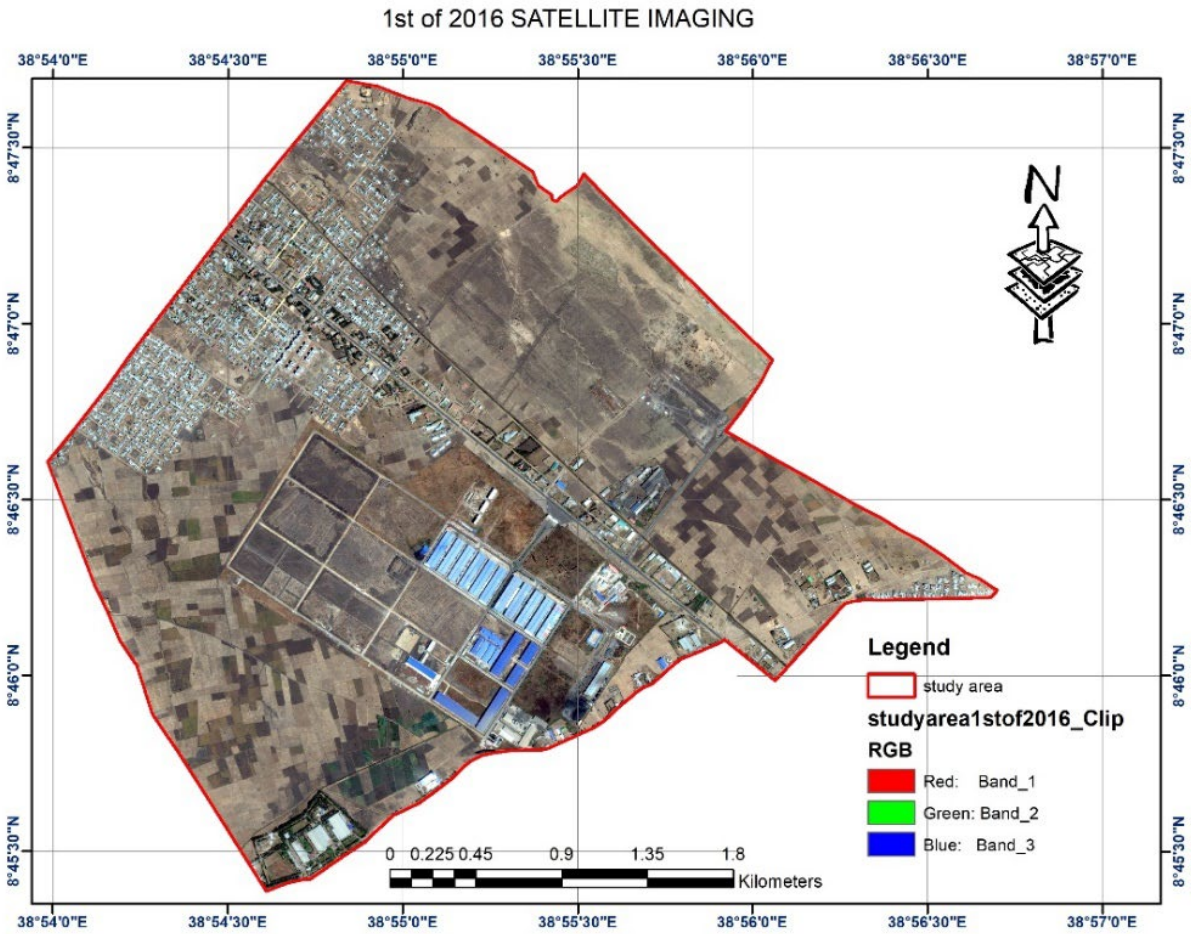 1st of 2016 SATELLITE IMAGING
38°54'0"E 38°54'30"E 38°55'0"E 38°55'30"E 38°56'0"E 38°56'30"E 38°57'0"E
8°47'30"N 8°47'30"N
N
8°47'0"N 8°47'0"N
8°46'30"N 8°46'30"N
8°46'0"N 8°46'0"N
Legend
study area
studyarea1stof2016_Clip
RGB
Red: Band_1
Green: Band_2
Blue: Band_3
8°45'30"N 8°45'30"N
0 0.225 0.45 0.9 1.35 1.8
Kilometers
38°54'0"E 38°54'30"E 38°55'0"E 38°55'30"E 38°56'0"E 38°56'30"E 38°57'0"E